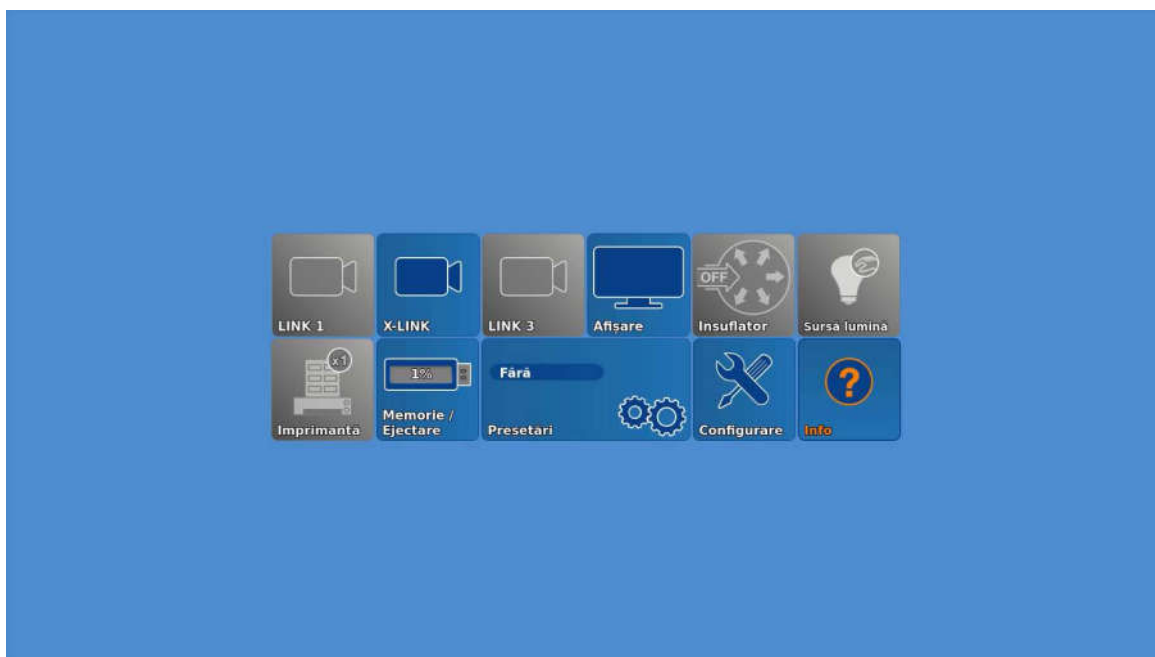 LINK 1
X-LINK
LINK 3
Afișare
OFF
Insuflator
Sursă lumină
x1
Imprimantă
1%
Memorie /
Ejectare
Fără
Presetări
Configurare
?
Info